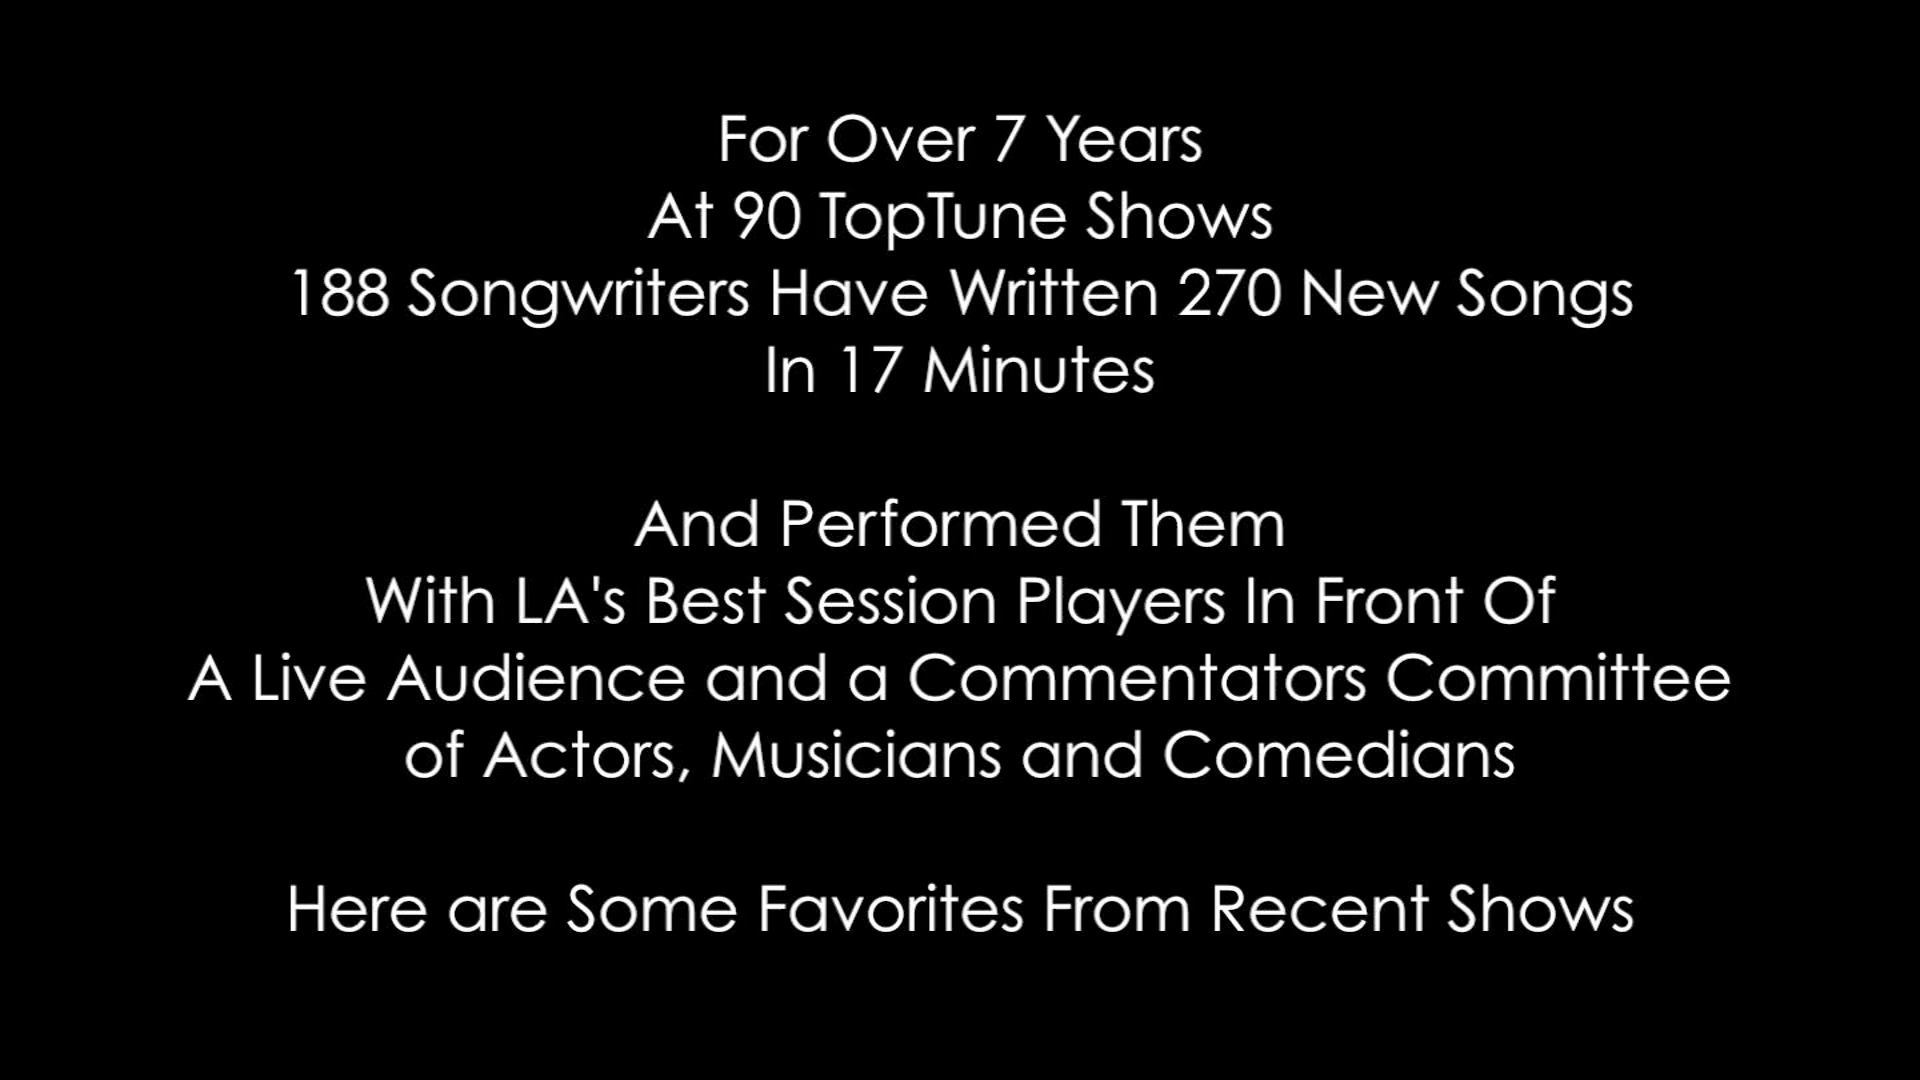 For Over 7 Years
At 90 TopTune Shows
188 Songwriters Have Written 270 New Songs
In 17 Minutes
And Performed Them
With LA's Best Session Players In Front Of
A Live Audience and a Commentators Committee
of Actors, Musicians and Comedians
Here are Some Favorites From Recent Shows